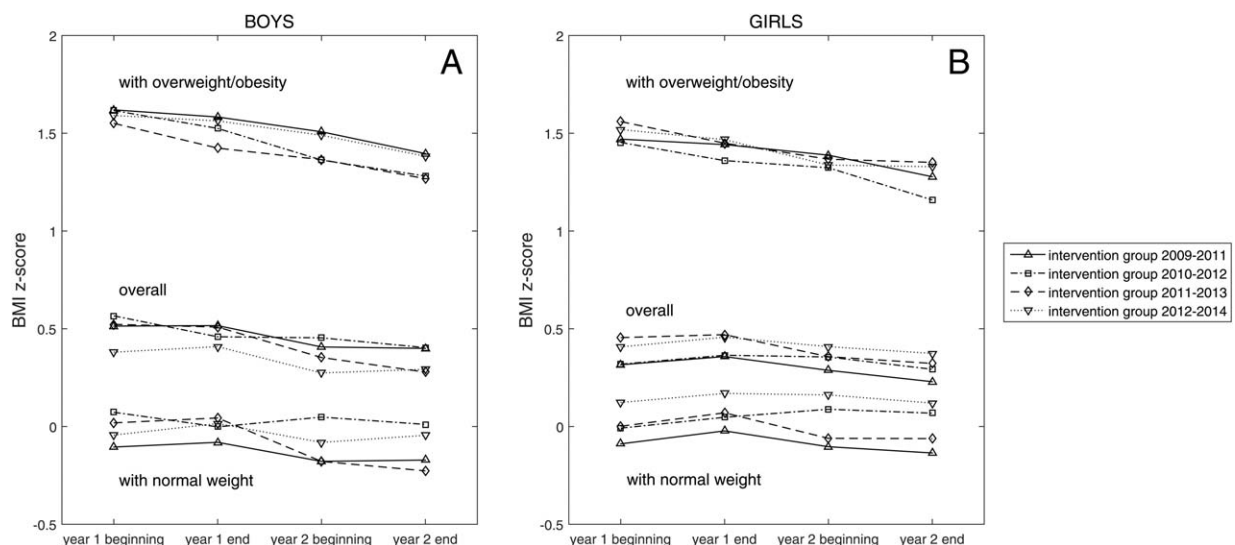 BOYS
A
2
1.5
1
0.5
0
-0.5
BMI z-score
with overweight/obesity
overall
with normal weight
year 1 beginning
year 1 end
year 2 beginning
year 2 end
GIRLS
B
2
1.5
1
0.5
0
-0.5
BMI z-score
with overweight/obesity
overall
with normal weight
year 1 beginning
year 1 end
year 2 beginning
year 2 end
intervention group 2009-2011
intervention group 2010-2012
intervention group 2011-2013
intervention group 2012-2014